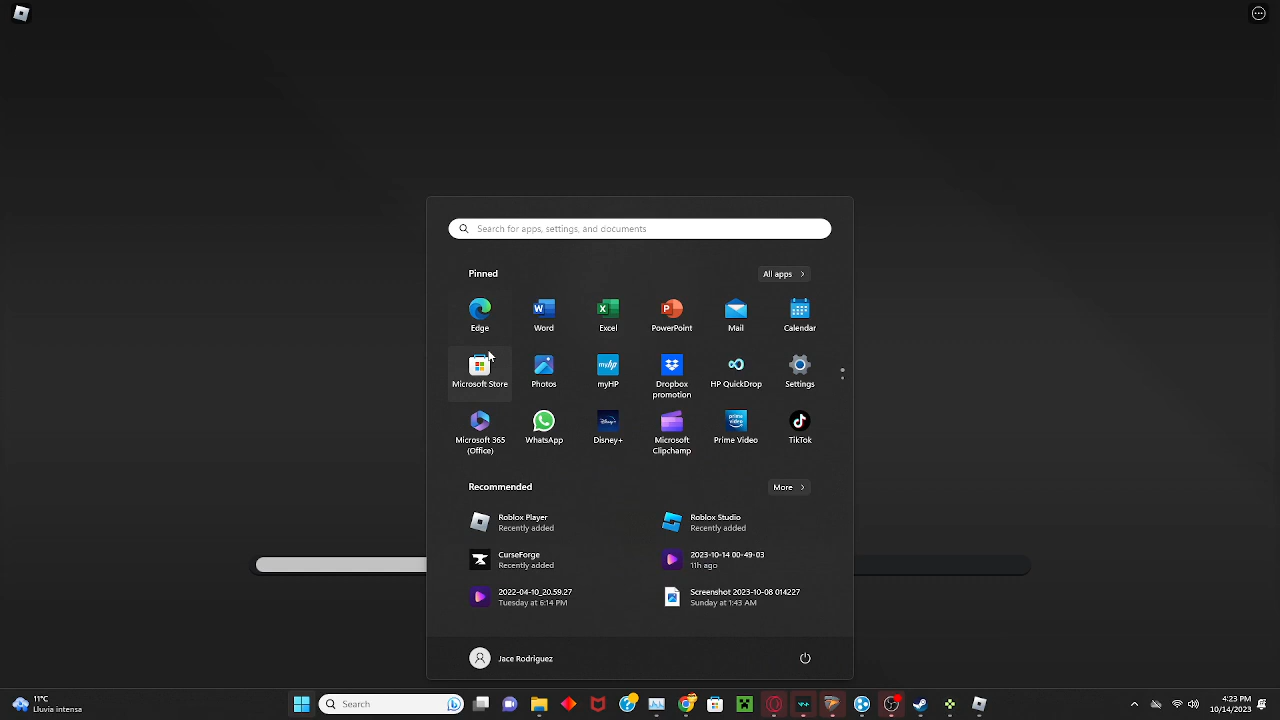 Search for apps, settings, and documents
Pinned
All apps
Edge
Word
Excel
PowerPoint
Mail
Calendar
Microsoft Store
Photos
myHP
Dropbox
promotion
HP QuickDrop
Settings
Microsoft 365
(Office)
WhatsApp
Disney+
Microsoft
Clipchamp
Prime Video
TikTok
Recommended
More
Roblox Player
Recently added
Roblox Studio
Recently added
CurseForge
Recently added
2023-10-14 00-49-03
11h ago
2022-04-10_20.59.27
Tuesday at 6:14 PM
Screenshot 2023-10-08 014227
Sunday at 1:43 AM
Jace Rodriguez
11°C
Lluvia intensa
Search
4:23 PM
10/14/2023